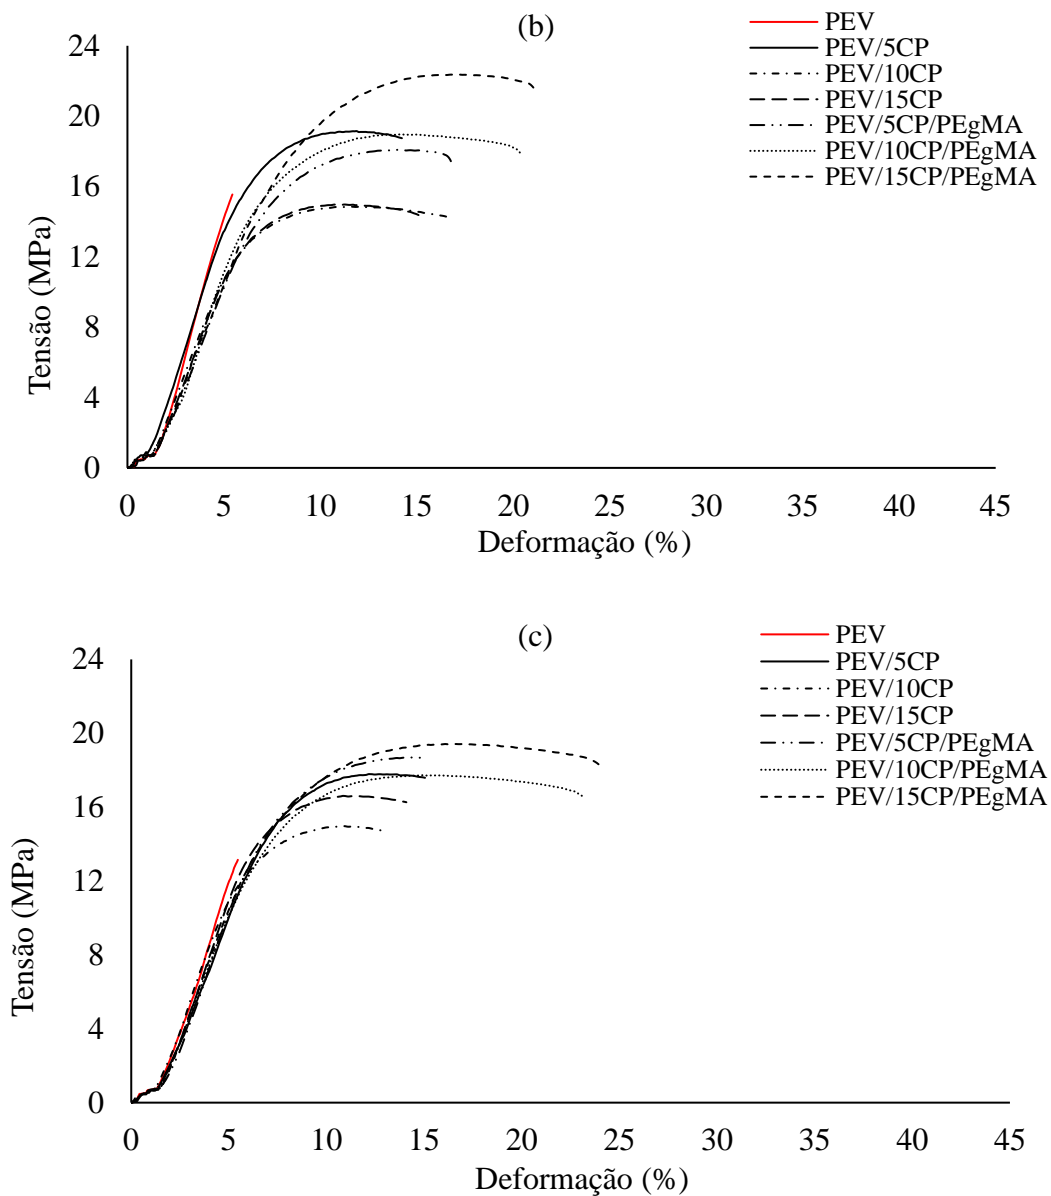 (b)
PEV
PEV/5CP
PEV/10CP
PEV/15CP
PEV/5CP/PEgMA
PEV/10CP/PEgMA
PEV/15CP/PEgMA
24
20
16
12
8
4
0
Tensão (MPa)
0 5 10 15 20 25 30 35 40 45
Deformação (%)
(c)
PEV
PEV/5CP
PEV/10CP
PEV/15CP
PEV/5CP/PEgMA
PEV/10CP/PEgMA
PEV/15CP/PEgMA
24
20
16
12
8
4
0
Tensão (MPa)
0 5 10 15 20 25 30 35 40 45
Deformação (%)